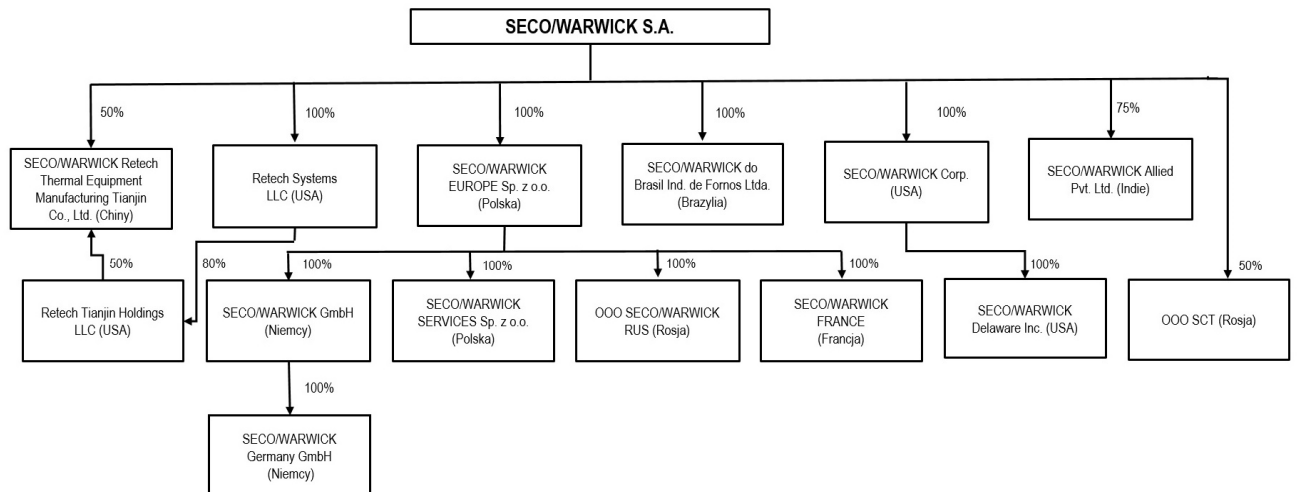 SECO/WARWICK S.A.
50%
100%
100%
100%
100%
75%
SECO/WARWICK Retech
Thermal Equipment
Manufacturing Tianjin
Co., Ltd. (Chiny)
Retech Systems
LLC (USA)
SECO/WARWICK
EUROPE Sp. z o.o.
(Polska)
SECO/WARWICK do
Brasil Ind. de Fornos Ltda.
(Brazylia)
SECO/WARWICK Corp.
(USA)
SECO/WARWICK Allied
Pvt. Ltd. (Indie)
50%
80%
100%
100%
100%
100%
100%
50%
Retech Tianjin Holdings
LLC (USA)
SECO/WARWICK GmbH
(Niemcy)
SECO/WARWICK
SERVICES Sp. z o.o.
(Polska)
OOO SECO/WARWICK
RUS (Rosja)
SECO/WARWICK
FRANCE
(Francja)
SECO/WARWICK
Delaware Inc. (USA)
OOO SCT (Rosja)
100%
SECO/WARWICK
Germany GmbH
(Niemcy)